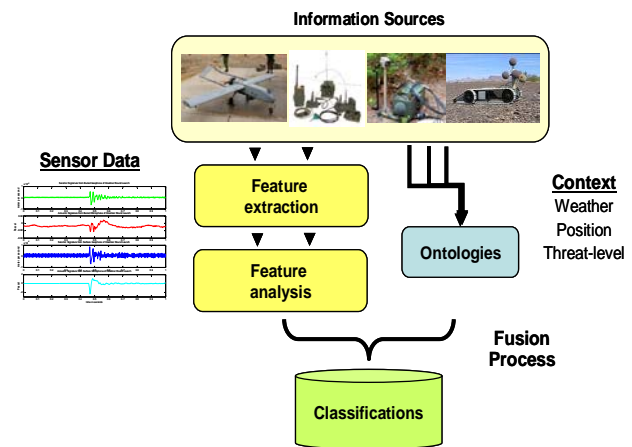 Information Sources
Sensor Data
Feature
extraction
Feature
analysis
Ontologies
Context
Weather
Position
Threat-level
Fusion
Process
Classifications